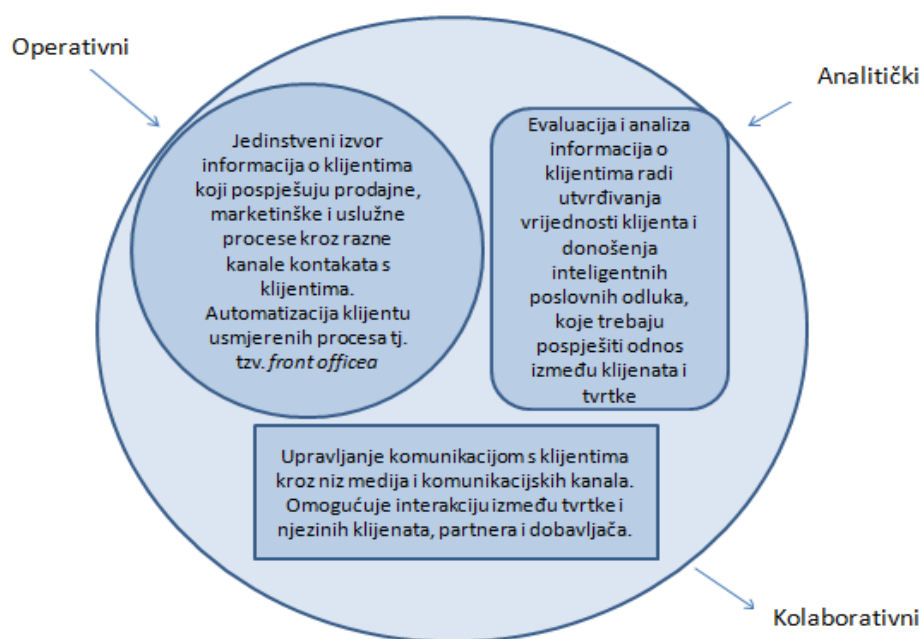 Operativni
Analitički
Jedinstveni izvor
informacija o klijentima
koji pospješuju prodajne,
marketinške i uslužne
procese kroz razne
kanale kontakata s
klijentima.
Automatizacija klijentu
usmjerenih procesa tj.
tzv. front officea
Evaluacija i analiza
informacija o
klijentima radi
utvrđivanja
vrijednosti klijenta i
donošenja
inteligentnih
poslovnih odluka,
koje trebaju
pospješiti odnos
između klijenata i
tvrtke
Upravljanje komunikacijom s klijentima
kroz niz medija i komunikacijskih kanala.
Omogućuje interakciju između tvrtke i
njezinih klijenata, partnera i dobavljača.
Kolaborativni